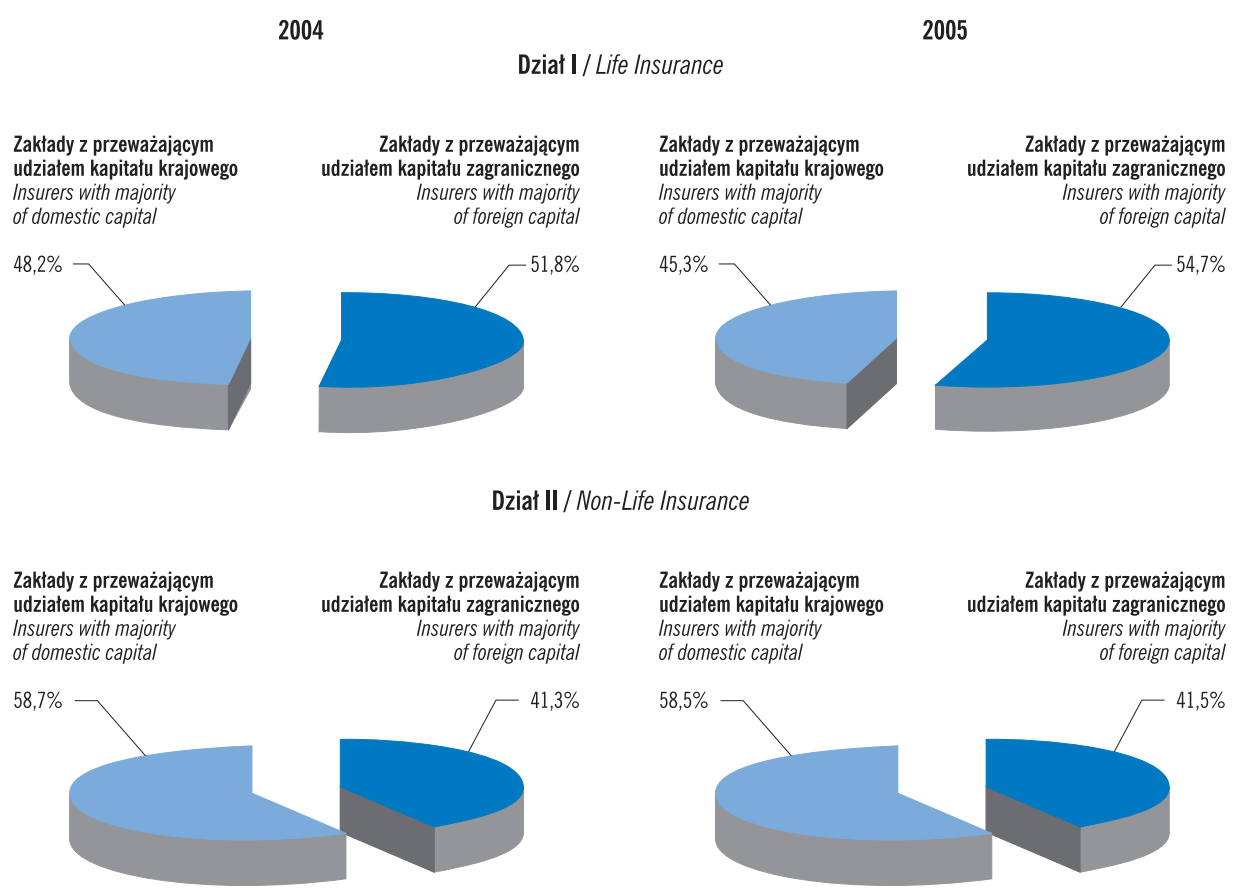 2004
2005
Dział I / Life Insurance
Zakłady z przeważającym
udziałem kapitału krajowego
Insurers with majority
of domestic capital
48,2%
Zakłady z przeważającym
udziałem kapitału zagranicznego
Insurers with majority
of foreign capital
51,8%
Zakłady z przeważającym
udziałem kapitału krajowego
Insurers with majority
of domestic capital
45,3%
Zakłady z przeważającym
udziałem kapitału zagranicznego
Insurers with majority
of foreign capital
54,7%
Dział II / Non-Life Insurance
Zakłady z przeważającym
udziałem kapitału krajowego
Insurers with majority
of domestic capital
58,7%
Zakłady z przeważającym
udziałem kapitału zagranicznego
Insurers with majority
of foreign capital
41,3%
Zakłady z przeważającym
udziałem kapitału krajowego
Insurers with majority
of domestic capital
58,5%
Zakłady z przeważającym
udziałem kapitału zagranicznego
Insurers with majority
of foreign capital
41,5%